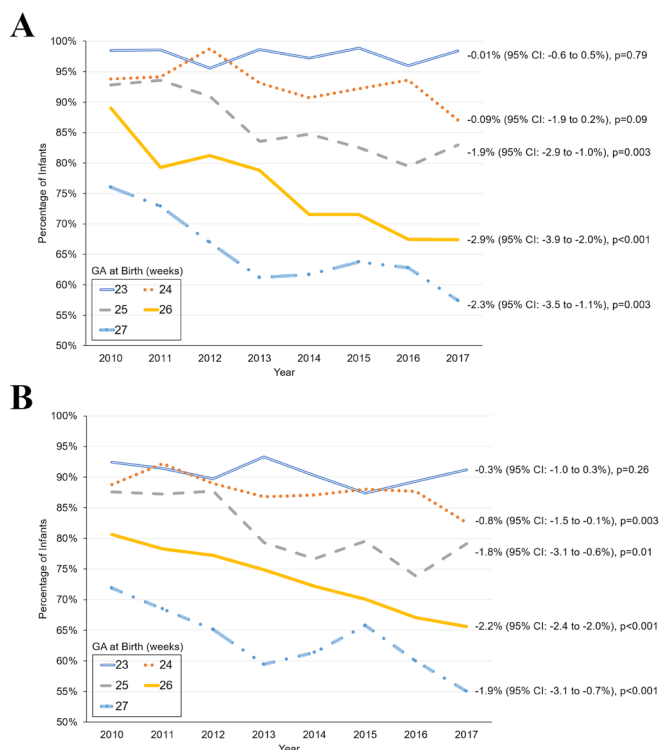 A
100%
95%
90%
85%
80%
75%
70%
65%
60%
55%
50%
Percentage of Infants
-0.01% (95% CI: -0.6 to 0.5%), p=0.79
-0.09% (95% CI: -1.9 to 0.2%), p=0.09
-1.9% (95% CI: -2.9 to -1.0%), p=0.003
-2.9% (95% CI: -3.9 to -2.0%), p<0.001
-2.3% (95% CI: -3.5 to -1.1%), p=0.003
GA at Birth (weeks)
23 24
25 26
27
2010 2011 2012 2013 2014 2015 2016 2017
Year
B
100%
95%
90%
85%
80%
75%
70%
65%
60%
55%
50%
Percentage of Infants
-0.3% (95% CI: -1.0 to 0.3%), p=0.26
-0.8% (95% CI: -1.5 to -0.1%), p=0.003
-1.8% (95% CI: -3.1 to -0.6%), p=0.01
-2.2% (95% CI: -2.4 to -2.0%), p<0.001
-1.9% (95% CI: -3.1 to -0.7%), p<0.001
GA at Birth (weeks)
23 24
25 26
27
2010 2011 2012 2013 2014 2015 2016 2017
Year